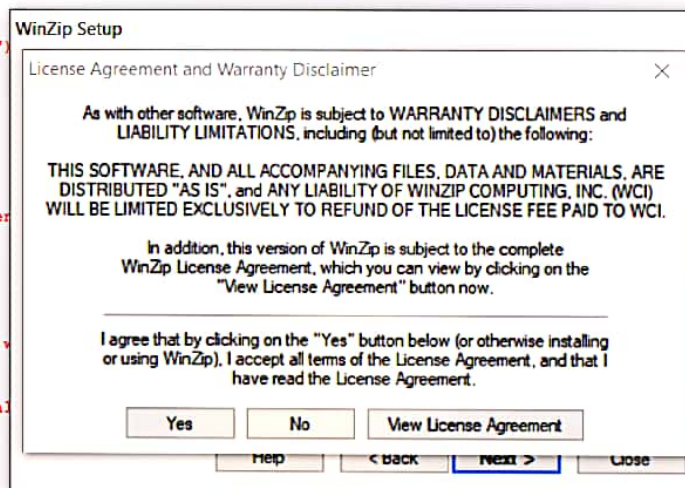 WinZip Setup
License Agreement and Warranty Disclaimer
As with other software, WinZip is subject to WARRANTY DISCLAIMERS and
LIABILITY LIMITATIONS, including (but not limited to) the following:
THIS SOFTWARE, AND ALL ACCOMPANYING FILES, DATA AND MATERIALS, ARE
DISTRIBUTED "AS IS", and ANY LIABILITY OF WINZIP COMPUTING, INC. (WCI)
WILL BE LIMITED EXCLUSIVELY TO REFUND OF THE LICENSE FEE PAID TO WCI.
In addition, this version of WinZip is subject to the complete
WinZip License Agreement, which you can view by clicking on the
"View License Agreement" button now.
I agree that by clicking on the "Yes" button below (or otherwise installing
or using WinZip), I accept all terms of the License Agreement, and that I
have read the License Agreement.
Yes No View License Agreement
Help < Back Next > Close